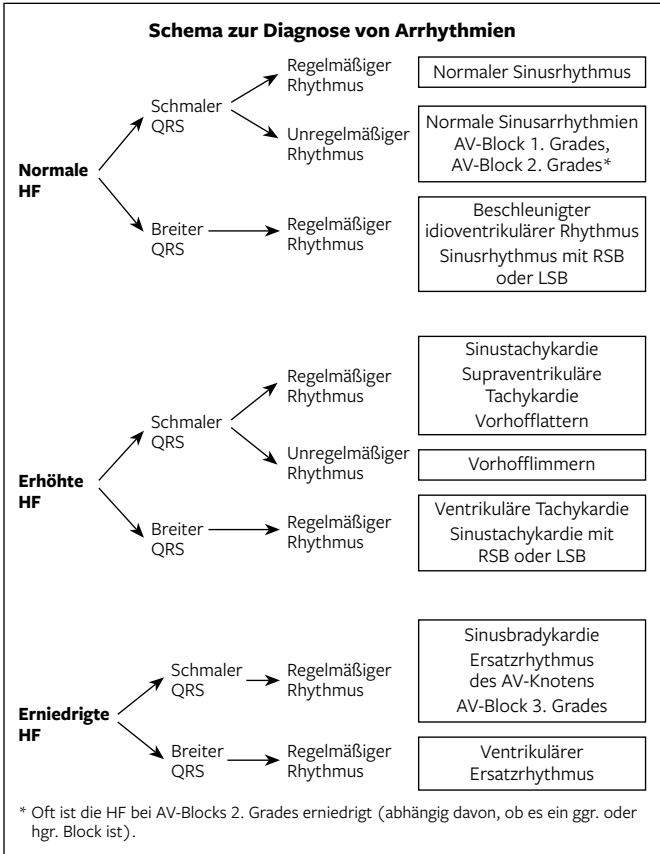 Schema zur Diagnose von Arrhythmien
Normale
HF
Schmaler
QRS
Regelmäßiger
Rhythmus
Normaler Sinusrhythmus
Unregelmäßiger
Rhythmus
Normale Sinusarrhythmien
AV-Block 1. Grades,
AV-Block 2. Grades*
Breiter
QRS
Regelmäßiger
Rhythmus
Beschleunigter
idioventrikulärer Rhythmus
Sinusrhythmus mit RSB
oder LSB
Erhöhte
HF
Schmaler
QRS
Regelmäßiger
Rhythmus
Sinustachykardie
Supraventrikuläre
Tachykardie
Vorhofflattern
Unregelmäßiger
Rhythmus
Vorhofflimmern
Breiter
QRS
Regelmäßiger
Rhythmus
Ventrikuläre Tachykardie
Sinustachykardie mit
RSB oder LSB
Erniedrigte
HF
Schmaler
QRS
Regelmäßiger
Rhythmus
Sinusbradykardie
Ersatzrhythmus
des AV-Knotens
AV-Block 3. Grades
Breiter
QRS
Regelmäßiger
Rhythmus
Ventrikulärer
Ersatzrhythmus
* Oft ist die HF bei AV-Blocks 2. Grades erniedrigt (abhängig davon, ob es ein ggr. oder
hgr. Block ist).